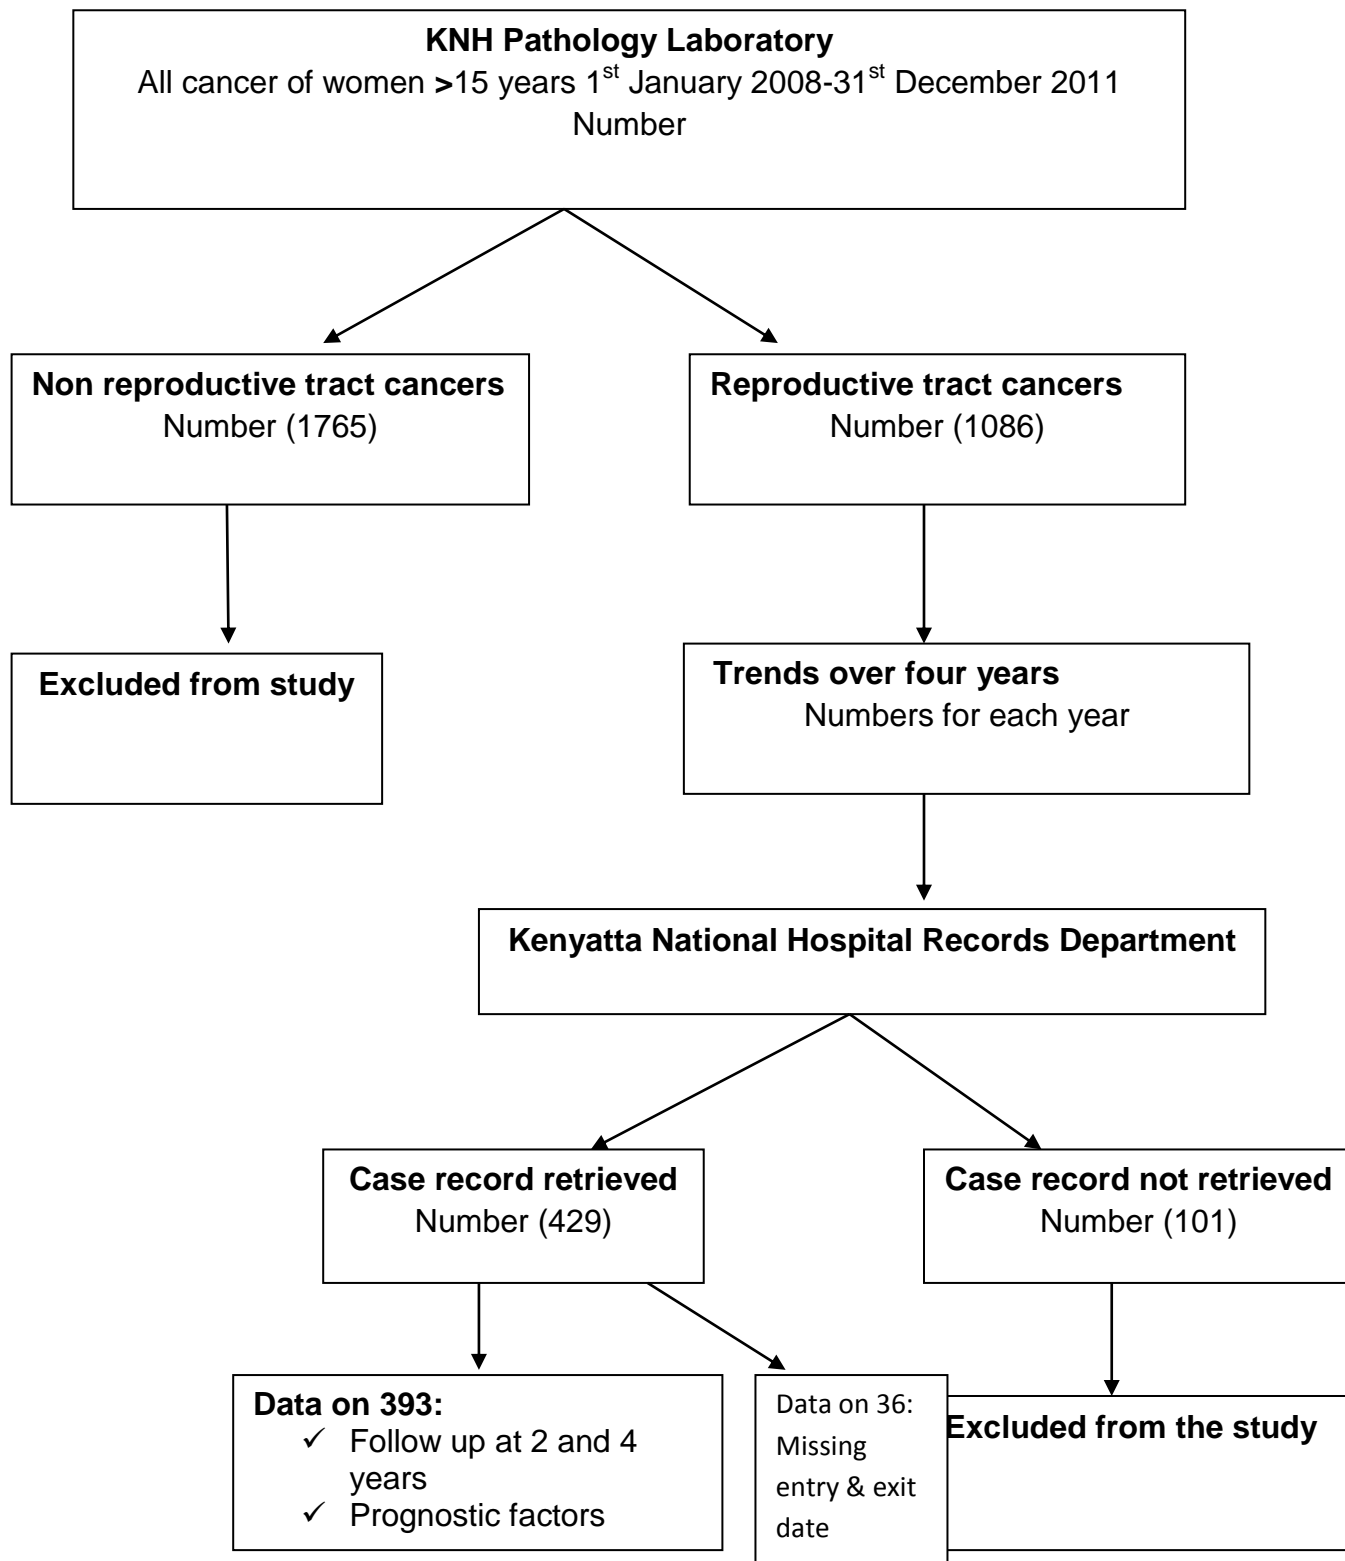 KNH Pathology Laboratory
All cancer of women >15 years 1st January 2008-31st December 2011
Number
Non reproductive tract cancers
Number (1765)
Reproductive tract cancers
Number (1086)
Excluded from study
Trends over four years
Numbers for each year
Kenyatta National Hospital Records Department
Case record retrieved
Number (429)
Case record not retrieved
Number (101)
Data on 393:
✓ Follow up at 2 and 4
years
✓ Prognostic factors
Data on 36:
Missing
entry & exit
date
Excluded from the study